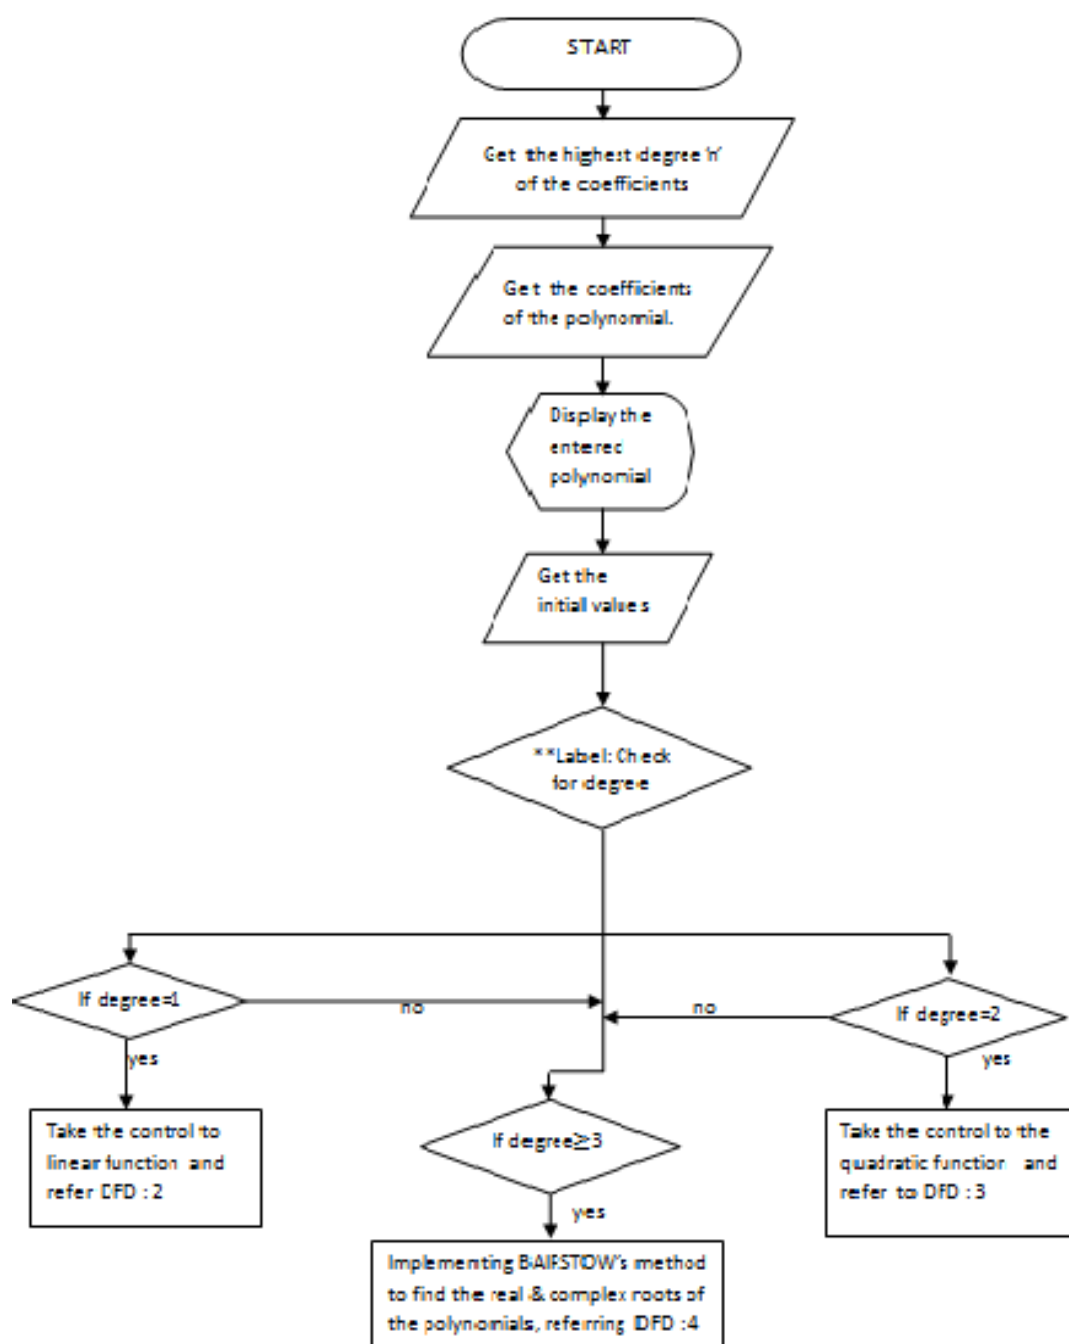 START
Get the highest degree 'n'
of the coefficients
Get the coefficients
of the polynomial.
Display the
entered
polynomial
Get the
initial values
**Label: Check
for degree
If degree=1
no
no
If degree=2
yes
yes
Take the control to
linear function and
refer DFD : 2
If degree≥3
Take the control to the
quadratic function and
refer to DFD : 3
yes
Implementing BAIRSTOW's method
to find the real & complex roots of
the polynomials, referring DFD :4